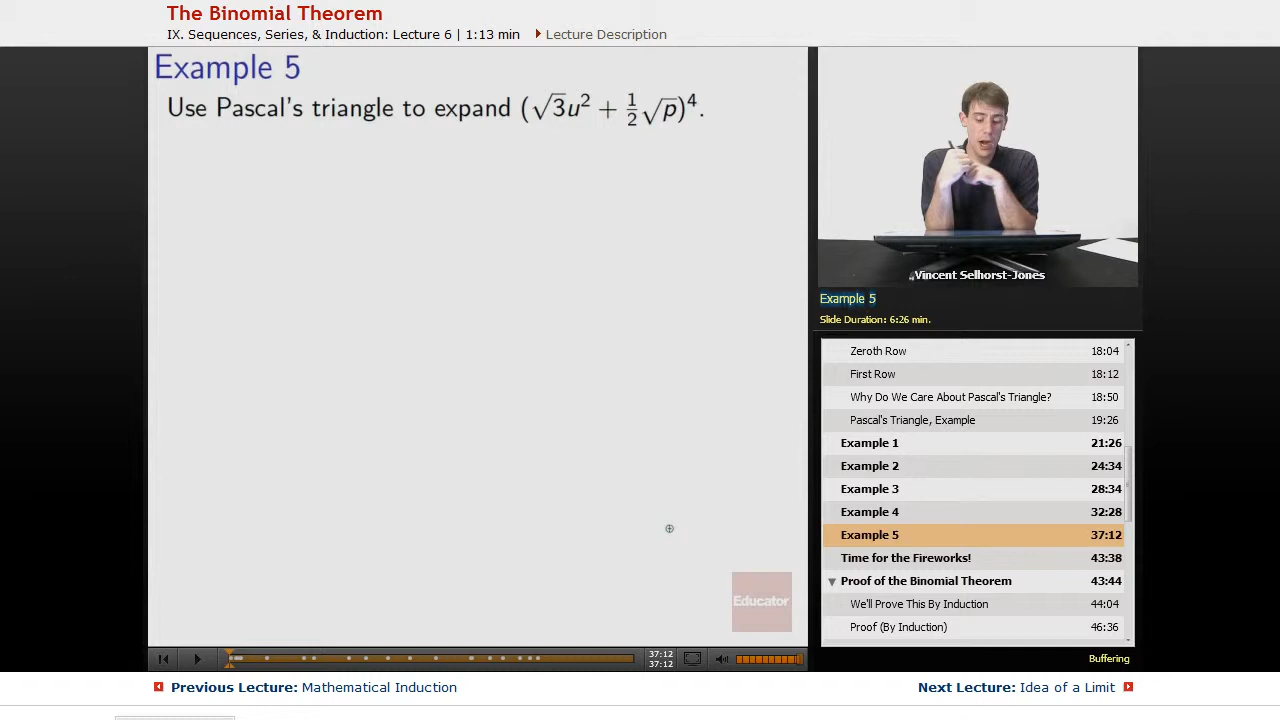 The Binomial Theorem
IX. Sequences, Series, & Induction: Lecture 6 | 1:13 min Lecture Description
Example 5
Use Pascal's triangle to expand (√3u² + ½√p)⁴.
Vincent Selhorst-Jones
Example 5
Slide Duration: 6:26 min.
Zeroth Row 18:04
First Row 18:12
Why Do We Care About Pascal's Triangle? 18:50
Pascal's Triangle, Example 19:26
Example 1 21:26
Example 2 24:34
Example 3 28:34
Example 4 32:28
Example 5 37:12
Time for the Fireworks! 43:38
Proof of the Binomial Theorem 43:44
We'll Prove This By Induction 44:04
Proof (By Induction) 46:36
Educator
37:12
37:12
Buffering
Previous Lecture: Mathematical Induction
Next Lecture: Idea of a Limit